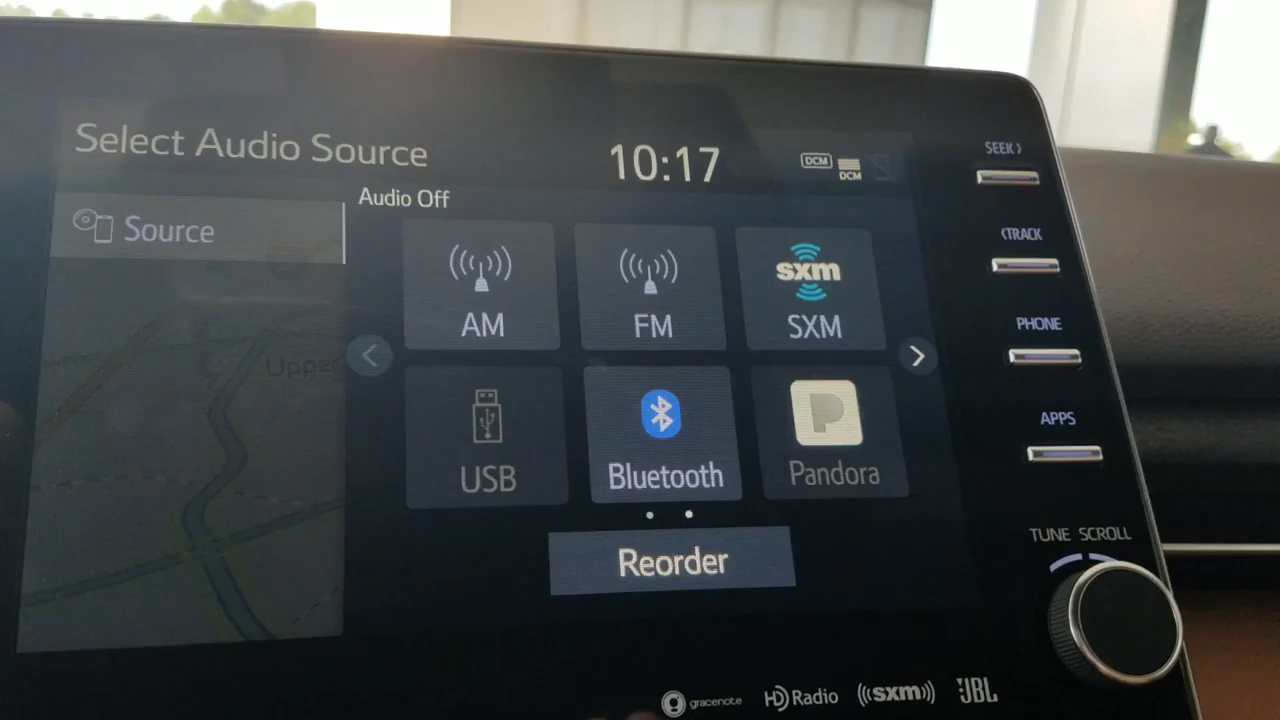 Select Audio Source
10:17
DCM
DCM
SEEK
Audio Off
Source
TRACK
sxm
AM
FM
SXM
PHONE
Upper
P
USB
Bluetooth
Pandora
APPS
Reorder
TUNE SCROLL
gracenote
HD Radio
sxm
JBL